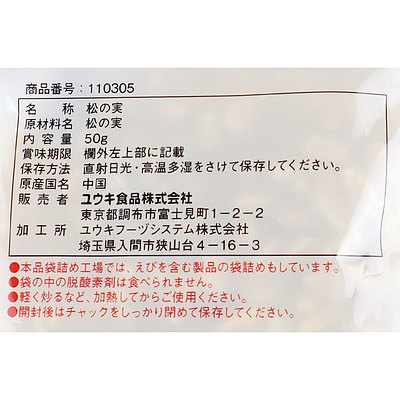 商品番号：110305
名　　称　松の実
原材料名　松の実
内 容 量　50g
賞味期限　欄外左上部に記載
保存方法　直射日光・高温多湿をさけて保存してください。
原産国名　中国
販 売 者　ユウキ食品株式会社
東京都調布市富士見町1－2－2
加 工 所　ユウキフーヅシステム株式会社
埼玉県入間市狭山台4－16－3
●本品袋詰め工場では、えびを含む製品の袋詰めもしています。
●袋の中の脱酸素剤は食べられません。
●軽く炒るなど、加熱してからご使用ください。
●開封後はチャックをしっかり閉めて保存してください。